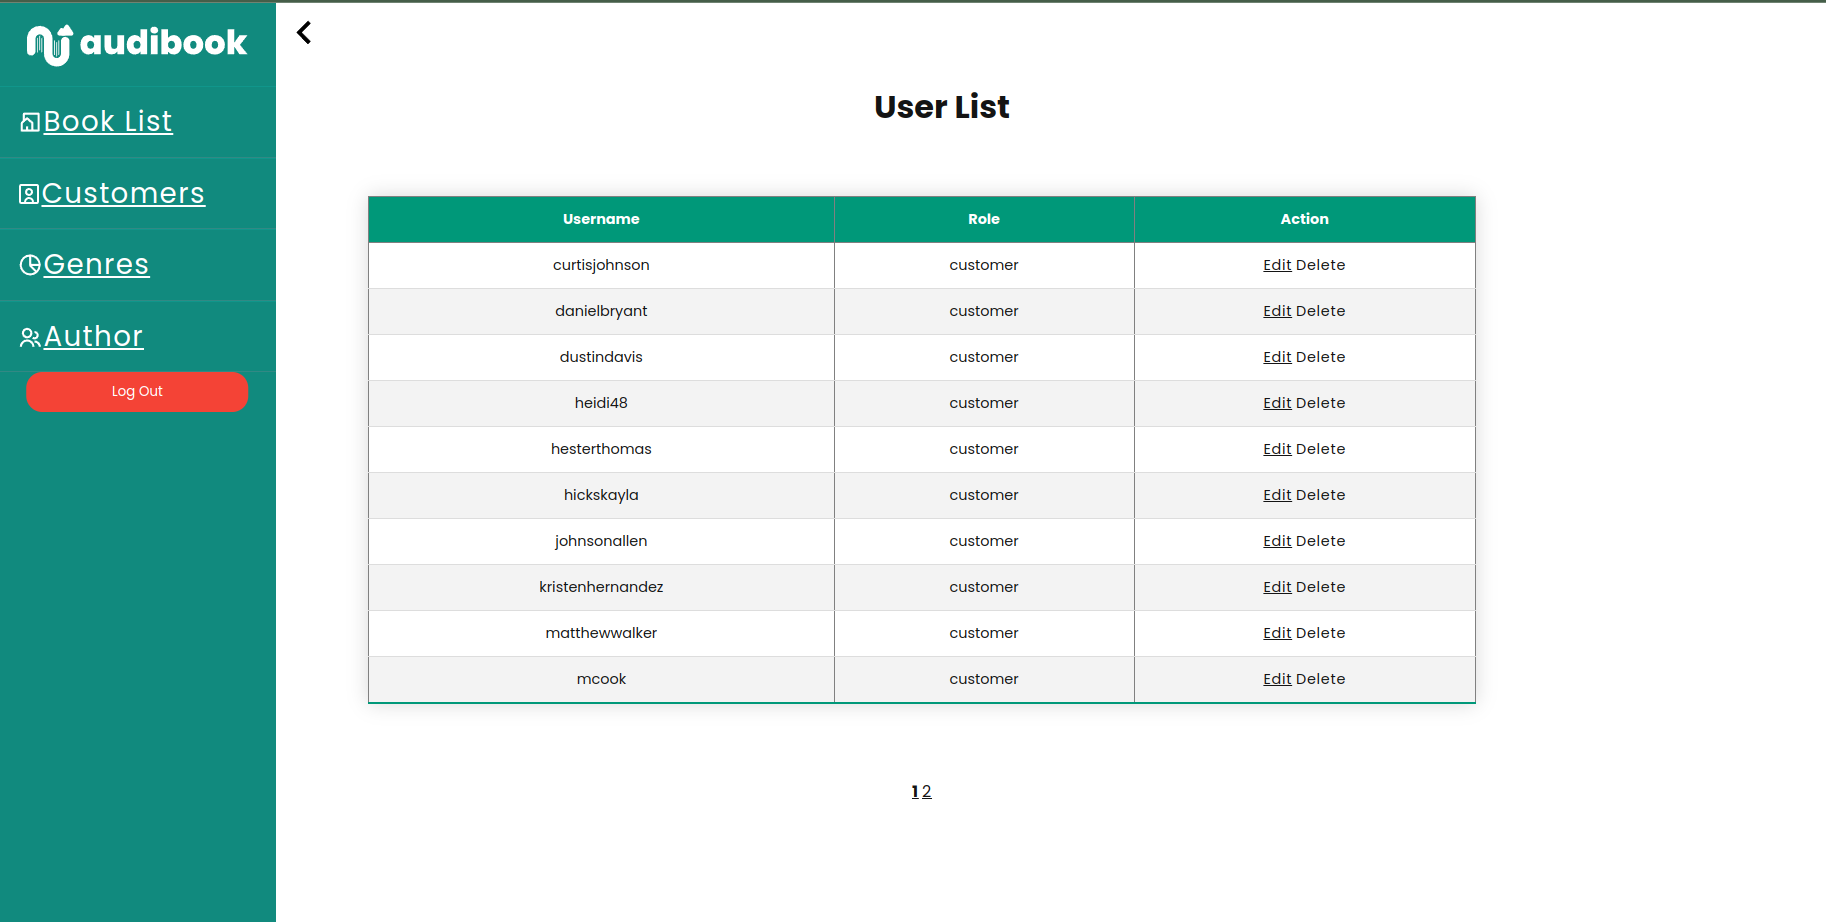 audibook
Book List
Customers
Genres
Author
Log Out
User List
Username Role Action
curtisjohnson customer Edit Delete
danielbryant customer Edit Delete
dustindavis customer Edit Delete
heidi48 customer Edit Delete
hesterthomas customer Edit Delete
hickskayla customer Edit Delete
johnsonallen customer Edit Delete
kristenhernandez customer Edit Delete
matthewwalker customer Edit Delete
mcook customer Edit Delete
1 2